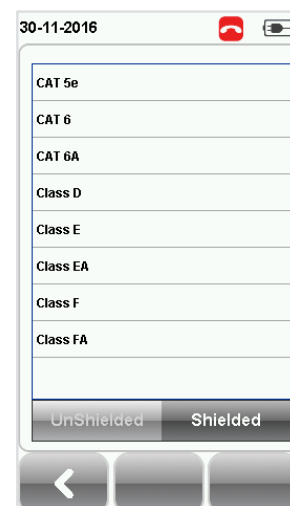 30-11-2016
CAT 5e
CAT 6
CAT 6A
Class D
Class E
Class EA
Class F
Class FA
UnShielded Shielded